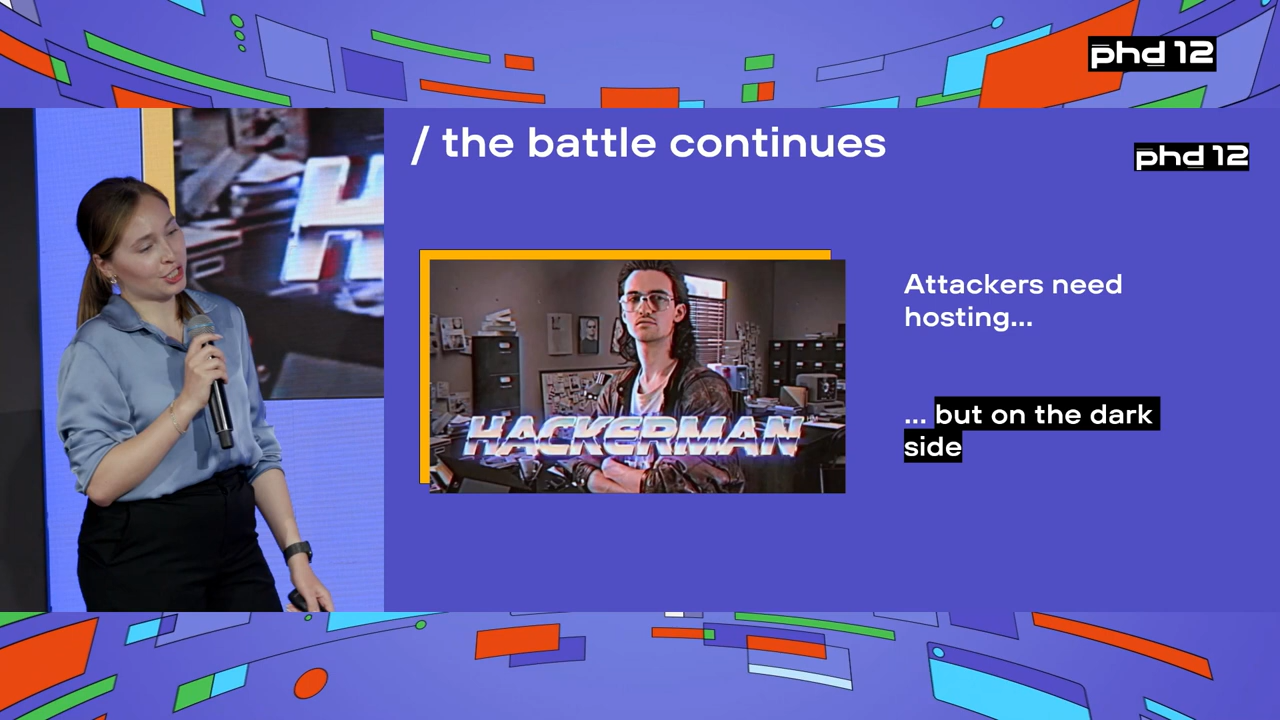 phd 12
/ the battle continues
phd 12
Attackers need
hosting...
HACKERMAN
... but on the dark
side
H